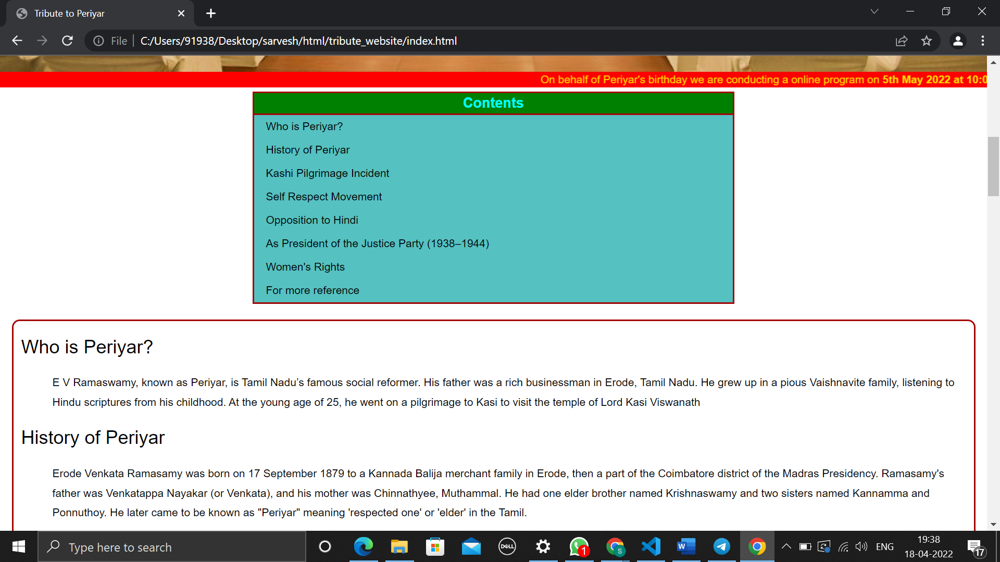 Tribute to Periyar
File
C:/Users/91938/Desktop/sarvesh/html/tribute_website/index.html
On behalf of Periyar's birthday we are conducting a online program on 5th May 2022 at 10:0
Contents
Who is Periyar?
History of Periyar
Kashi Pilgrimage Incident
Self Respect Movement
Opposition to Hindi
As President of the Justice Party (1938–1944)
Women's Rights
For more reference
Who is Periyar?
E V Ramaswamy, known as Periyar, is Tamil Nadu’s famous social reformer. His father was a rich businessman in Erode, Tamil Nadu. He grew up in a pious Vaishnavite family, listening to
Hindu scriptures from his childhood. At the young age of 25, he went on a pilgrimage to Kasi to visit the temple of Lord Kasi Viswanath
History of Periyar
Erode Venkata Ramasamy was born on 17 September 1879 to a Kannada Balija merchant family in Erode, then a part of the Coimbatore district of the Madras Presidency. Ramasamy's
father was Venkatappa Nayakar (or Venkata), and his mother was Chinnathyee, Muthammal. He had one elder brother named Krishnaswamy and two sisters named Kannamma and
Ponnuthoy. He later came to be known as "Periyar" meaning 'respected one' or 'elder' in the Tamil.
Type here to search
DELL
1
S
W
ENG
19:38
18-04-2022
17